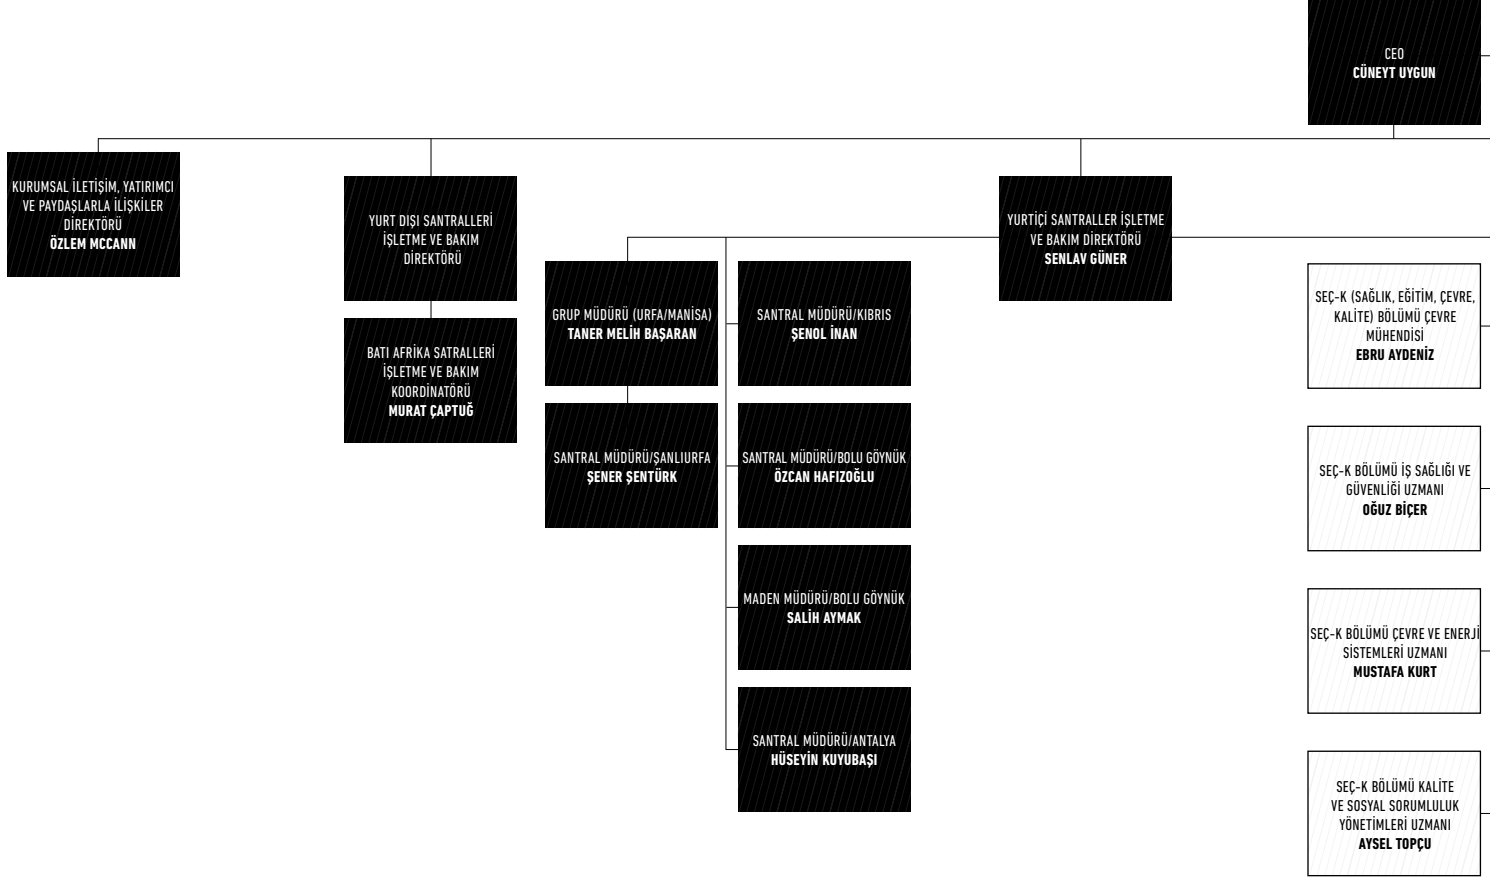 CEO
CÜNEYT UYGUN
KURUMSAL İLETİŞİM, YATIRIMCI
VE PAYDAŞLARLA İLİŞKİLER
DİREKTÖRÜ
ÖZLEM MCCANN
YURT DIŞI SANTRALLERİ
İŞLETME VE BAKIM
DİREKTÖRÜ
BATI AFRİKA SATRALLERİ
İŞLETME VE BAKIM
KOORDİNATÖRÜ
MURAT ÇAPTUĞ
YURTİÇİ SANTRALLER İŞLETME
VE BAKIM DİREKTÖRÜ
SENLAV GÜNER
GRUP MÜDÜRÜ (URFA/MANİSA)
TANER MELİH BAŞARAN
SANTRAL MÜDÜRÜ/ŞANLIURFA
ŞENER ŞENTÜRK
SANTRAL MÜDÜRÜ/KIBRIS
ŞENOL İNAN
SANTRAL MÜDÜRÜ/BOLU GÖYNÜK
ÖZCAN HAFIZOĞLU
MADEN MÜDÜRÜ/BOLU GÖYNÜK
SALİH AYMAK
SANTRAL MÜDÜRÜ/ANTALYA
HÜSEYİN KUYUBAŞI
SEÇ-K (SAĞLIK, EĞİTİM, ÇEVRE,
KALİTE) BÖLÜMÜ ÇEVRE
MÜHENDİSİ
EBRU AYDENİZ
SEÇ-K BÖLÜMÜ İŞ SAĞLIĞI VE
GÜVENLİĞİ UZMANI
OĞUZ BİÇER
SEÇ-K BÖLÜMÜ ÇEVRE VE ENERJİ
SİSTEMLERİ UZMANI
MUSTAFA KURT
SEÇ-K BÖLÜMÜ KALİTE
VE SOSYAL SORUMLULUK
YÖNETİMLERİ UZMANI
AYSEL TOPÇU